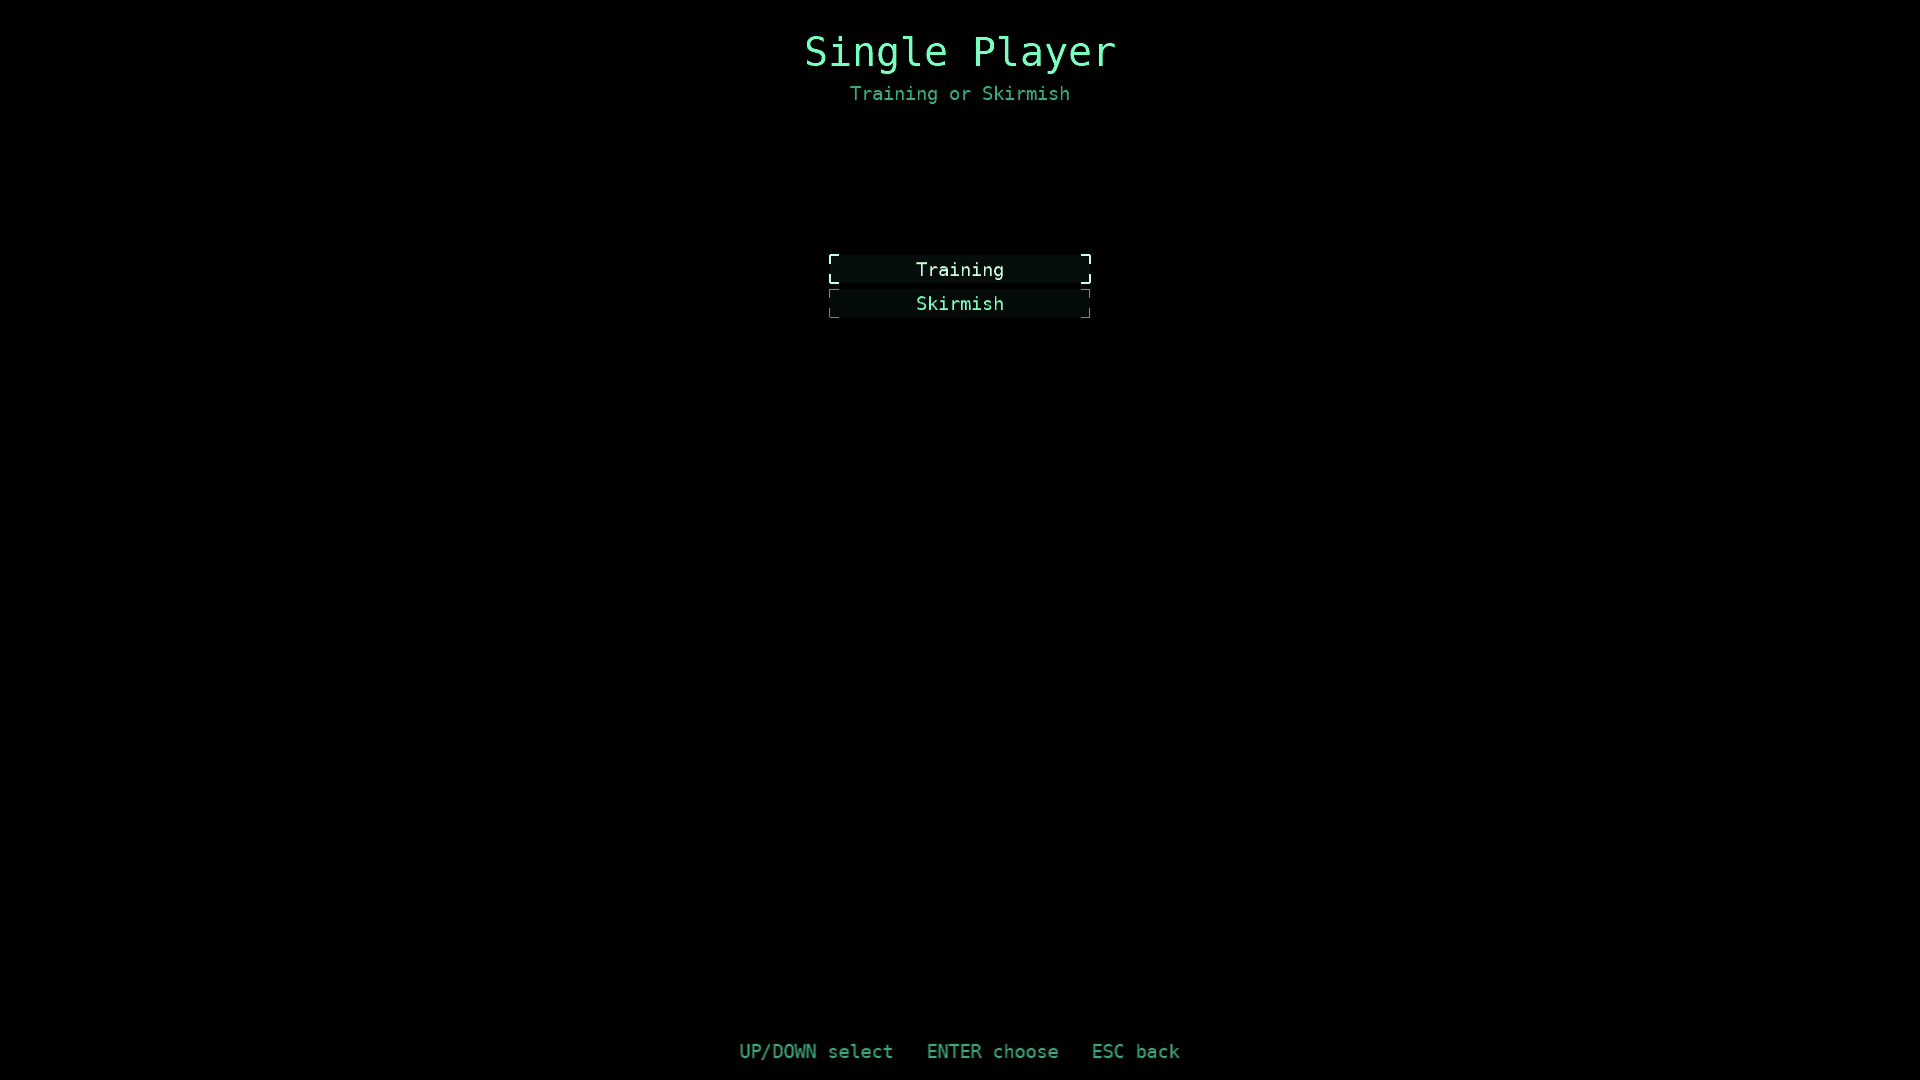 Single Player
Training or Skirmish
Training
Skirmish
UP/DOWN select   ENTER choose   ESC back